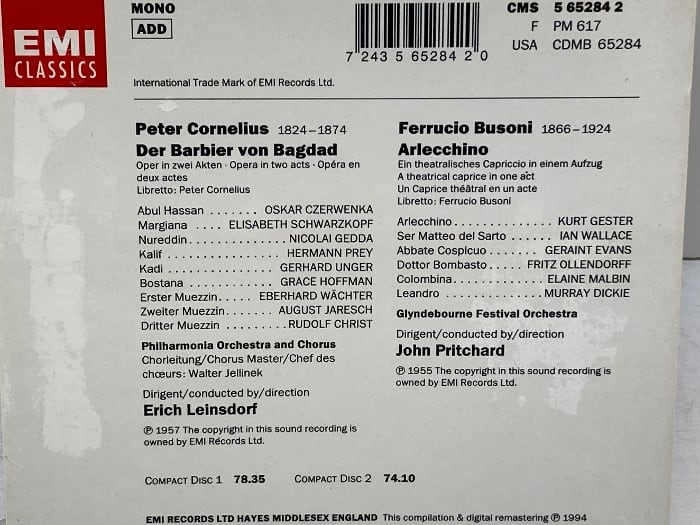 EMI
CLASSICS
MONO
ADD
7 243 5 65284 2 0
CMS 5 65284 2
F PM 617
USA CDMB 65284
International Trade Mark of EMI Records Ltd.
Peter Cornelius 1824–1874
Der Barbier von Bagdad
Oper in zwei Akten · Opera in two acts · Opéra en
deux actes
Libretto: Peter Cornelius
Abul Hassan . . . . . . . OSKAR CZERWENKA
Margiana . . . . ELISABETH SCHWARZKOPF
Nureddin . . . . . . . . . . . . . NICOLAI GEDDA
Kalif . . . . . . . . . . . . . . . . HERMANN PREY
Kadi . . . . . . . . . . . . . . . GERHARD UNGER
Bostana . . . . . . . . . . . . GRACE HOFFMAN
Erster Muezzin . . . . . EBERHARD WÄCHTER
Zweiter Muezzin . . . . . . . AUGUST JARESCH
Dritter Muezzin . . . . . . . . . RUDOLF CHRIST
Philharmonia Orchestra and Chorus
Chorleitung/Chorus Master/Chef des
chœurs: Walter Jellinek
Dirigent/conducted by/direction
Erich Leinsdorf
℗ 1957 The copyright in this sound recording is
owned by EMI Records Ltd.
Ferrucio Busoni 1866–1924
Arlecchino
Ein theatralisches Capriccio in einem Aufzug
A theatrical caprice in one act
Un Caprice théâtral en un acte
Libretto: Ferrucio Busoni
Arlecchino . . . . . . . . . . . . . . KURT GESTER
Ser Matteo del Sarto . . . . . . IAN WALLACE
Abbate Cospicuo . . . . . . . GERAINT EVANS
Dottor Bombasto . . . . . FRITZ OLLENDORFF
Colombina . . . . . . . . . . . . . ELAINE MALBIN
Leandro . . . . . . . . . . . . . MURRAY DICKIE
Glyndebourne Festival Orchestra
Dirigent/conducted by/direction
John Pritchard
℗ 1955 The copyright in this sound recording is
owned by EMI Records Ltd.
COMPACT DISC 1 78.35 COMPACT DISC 2 74.10
EMI RECORDS LTD HAYES MIDDLESEX ENGLAND This compilation & digital remastering ℗ 1994